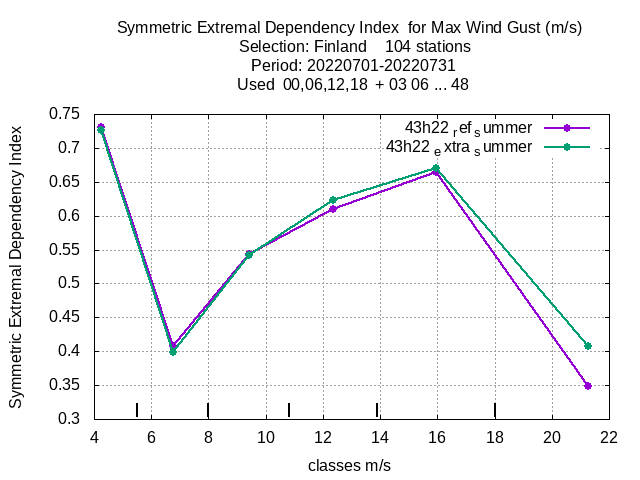 Symmetric Extremal Dependency Index  for Max Wind Gust (m/s)
Selection: Finland    104 stations
Period: 20220701-20220731
Used  00,06,12,18  + 03 06 ... 48
43h22 ref summer
43h22 extra summer
Symmetric Extremal Dependency Index
0.75
0.7
0.65
0.6
0.55
0.5
0.45
0.4
0.35
0.3
4 6 8 10 12 14 16 18 20 22
classes m/s